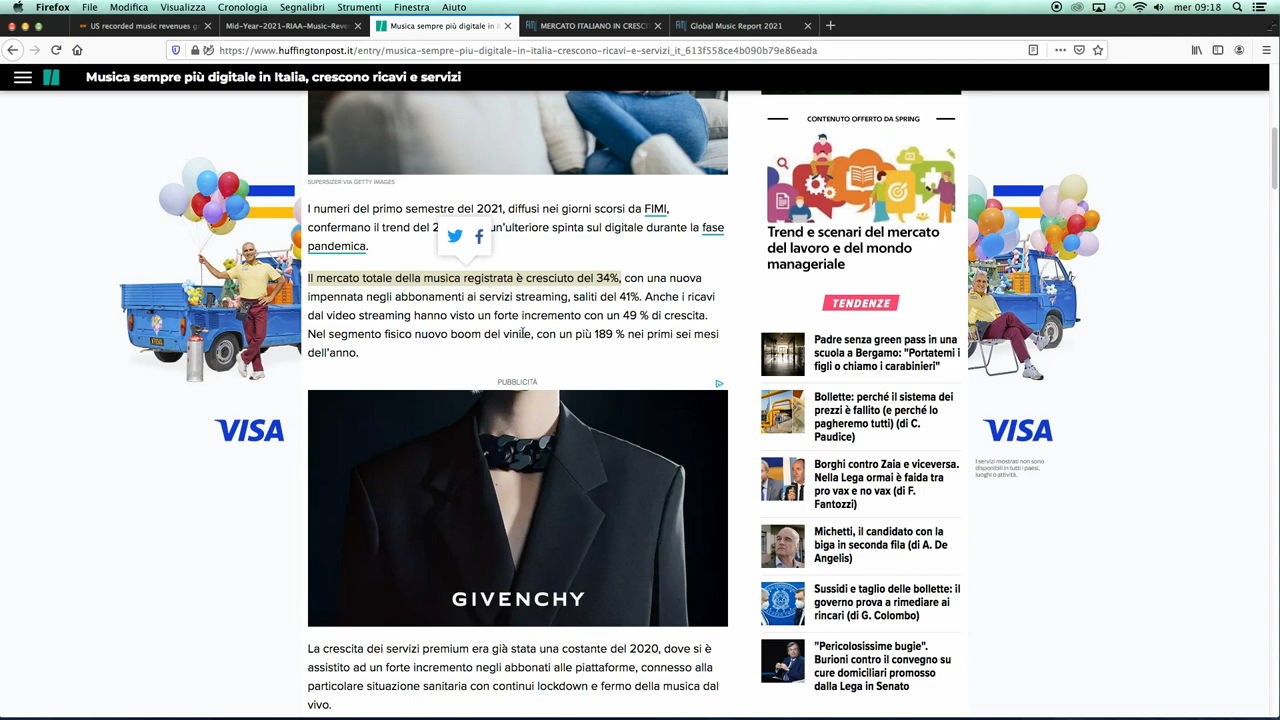 Firefox File Modifica Visualizza Cronologia Segnalibri Strumenti Finestra Aiuto
mer 09:18
US recorded music revenues g
Mid-Year-2021-RIAA-Music-Reve
Musica sempre più digitale in It
MERCATO ITALIANO IN CRESCI
Global Music Report 2021
https://www.huffingtonpost.it/entry/musica-sempre-piu-digitale-in-italia-crescono-ricavi-e-servizi_it_613f558ce4b090b79e86eada
Musica sempre più digitale in Italia, crescono ricavi e servizi
SUPERSIZER VIA GETTY IMAGES
I numeri del primo semestre del 2021, diffusi nei giorni scorsi da FIMI,
confermano il trend del 2 un'ulteriore spinta sul digitale durante la fase
pandemica.
Il mercato totale della musica registrata è cresciuto del 34%, con una nuova
impennata negli abbonamenti ai servizi streaming, saliti del 41%. Anche i ricavi
dal video streaming hanno visto un forte incremento con un 49 % di crescita.
Nel segmento fisico nuovo boom del vinile, con un più 189 % nei primi sei mesi
dell'anno.
PUBBLICITÀ
GIVENCHY
La crescita dei servizi premium era già stata una costante del 2020, dove si è
assistito ad un forte incremento negli abbonati alle piattaforme, connesso alla
particolare situazione sanitaria con continui lockdown e fermo della musica dal
vivo.
CONTENUTO OFFERTO DA SPRING
Trend e scenari del mercato
del lavoro e del mondo
manageriale
TENDENZE
Padre senza green pass in una
scuola a Bergamo: "Portatemi i
figli o chiamo i carabinieri"
Bollette: perché il sistema dei
prezzi è fallito (e perché lo
pagheremo tutti) (di C.
Paudice)
Borghi contro Zaia e viceversa.
Nella Lega ormai è faida tra
pro vax e no vax (di F.
Fantozzi)
Michetti, il candidato con la
biga in seconda fila (di A. De
Angelis)
Sussidi e taglio delle bollette: il
governo prova a rimediare ai
rincari (di G. Colombo)
"Pericolosissime bugie".
Burioni contro il convegno su
cure domiciliari promosso
dalla Lega in Senato
VISA
VISA
I servizi mostrati non sono
disponibili in tutti i paesi,
luoghi o attività.